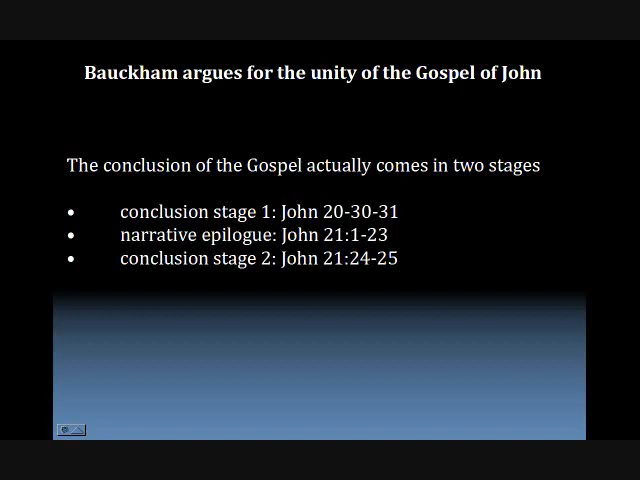 Bauckham argues for the unity of the Gospel of John
The conclusion of the Gospel actually comes in two stages
• conclusion stage 1: John 20-30-31
• narrative epilogue: John 21:1-23
• conclusion stage 2: John 21:24-25